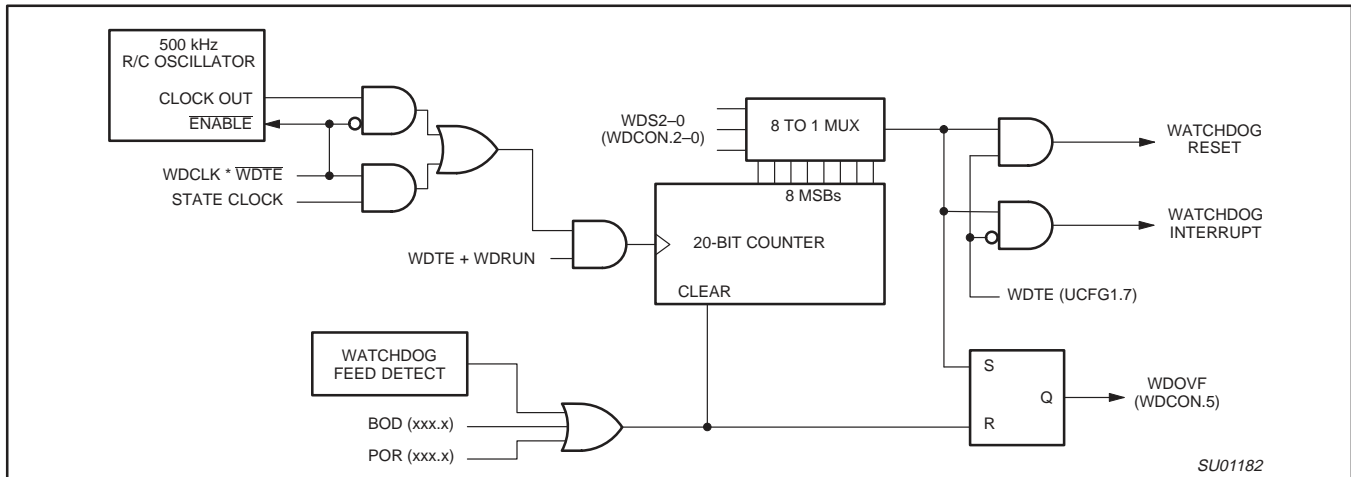 500 kHz
R/C OSCILLATOR
CLOCK OUT
ENABLE
WDCLK * WDTE
STATE CLOCK
WDTE + WDRUN
WDS2–0
(WDCON.2–0)
8 TO 1 MUX
8 MSBs
20-BIT COUNTER
CLEAR
WATCHDOG
RESET
WATCHDOG
INTERRUPT
WDTE (UCFG1.7)
WATCHDOG
FEED DETECT
BOD (xxx.x)
POR (xxx.x)
S
Q
R
WDOVF
(WDCON.5)
SU01182